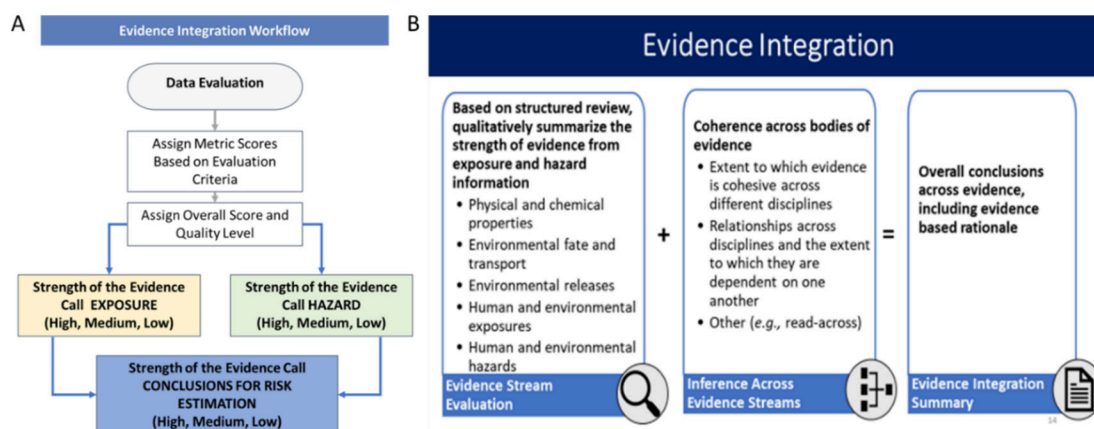 A
Evidence Integration Workflow
Data Evaluation
Assign Metric Scores
Based on Evaluation
Criteria
Assign Overall Score and
Quality Level
Strength of the Evidence
Call EXPOSURE
(High, Medium, Low)
Strength of the Evidence
Call HAZARD
(High, Medium, Low)
Strength of the Evidence Call
CONCLUSIONS FOR RISK
ESTIMATION
(High, Medium, Low)
B
Evidence Integration
Based on structured review,
qualitatively summarize the
strength of evidence from
exposure and hazard
information
• Physical and chemical
properties
• Environmental fate and
transport
• Environmental releases
• Human and environmental
exposures
• Human and environmental
hazards
Evidence Stream
Evaluation
+
Coherence across bodies of
evidence
• Extent to which evidence
is cohesive across
different disciplines
• Relationships across
disciplines and the extent
to which they are
dependent on one
another
• Other (e.g., read-across)
Inference Across
Evidence Streams
=
Overall conclusions
across evidence,
including evidence
based rationale
Evidence Integration
Summary
14